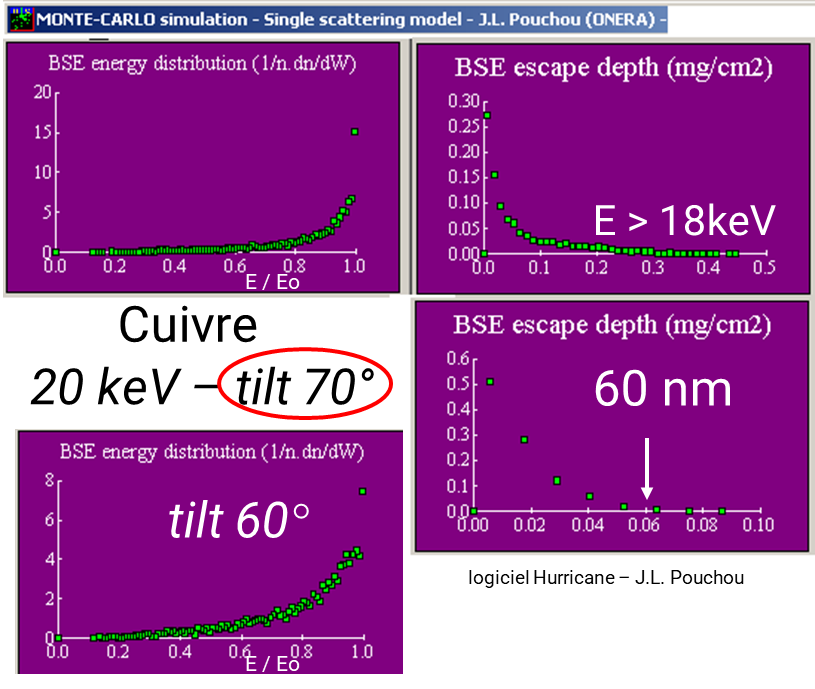 MONTE-CARLO simulation - Single scattering model - J.L. Pouchou (ONERA) -
BSE energy distribution (1/n.dn/dW)
20
15
10
5
0
0.0 0.2 0.4 0.6 0.8 1.0
E / Eo
BSE escape depth (mg/cm2)
0.30
0.25
0.20
0.15
0.10
0.05
0.00
E > 18keV
0.0 0.1 0.2 0.3 0.4 0.5
Cuivre
20 keV – tilt 70°
BSE escape depth (mg/cm2)
0.6
0.5
0.4
0.3
0.2
0.1
0.0
60 nm
0.00 0.02 0.04 0.06 0.08 0.10
BSE energy distribution (1/n.dn/dW)
8
6
4
2
0
tilt 60°
0.0 0.2 0.4 0.6 0.8 1.0
E / Eo
logiciel Hurricane – J.L. Pouchou